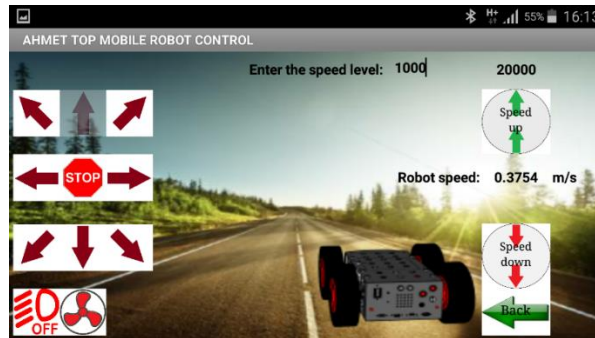 H+ 55% 16:13
AHMET TOP MOBILE ROBOT CONTROL
Enter the speed level: 1000 20000
Speed
up
STOP
Robot speed: 0.3754 m/s
Speed
down
OFF
Back